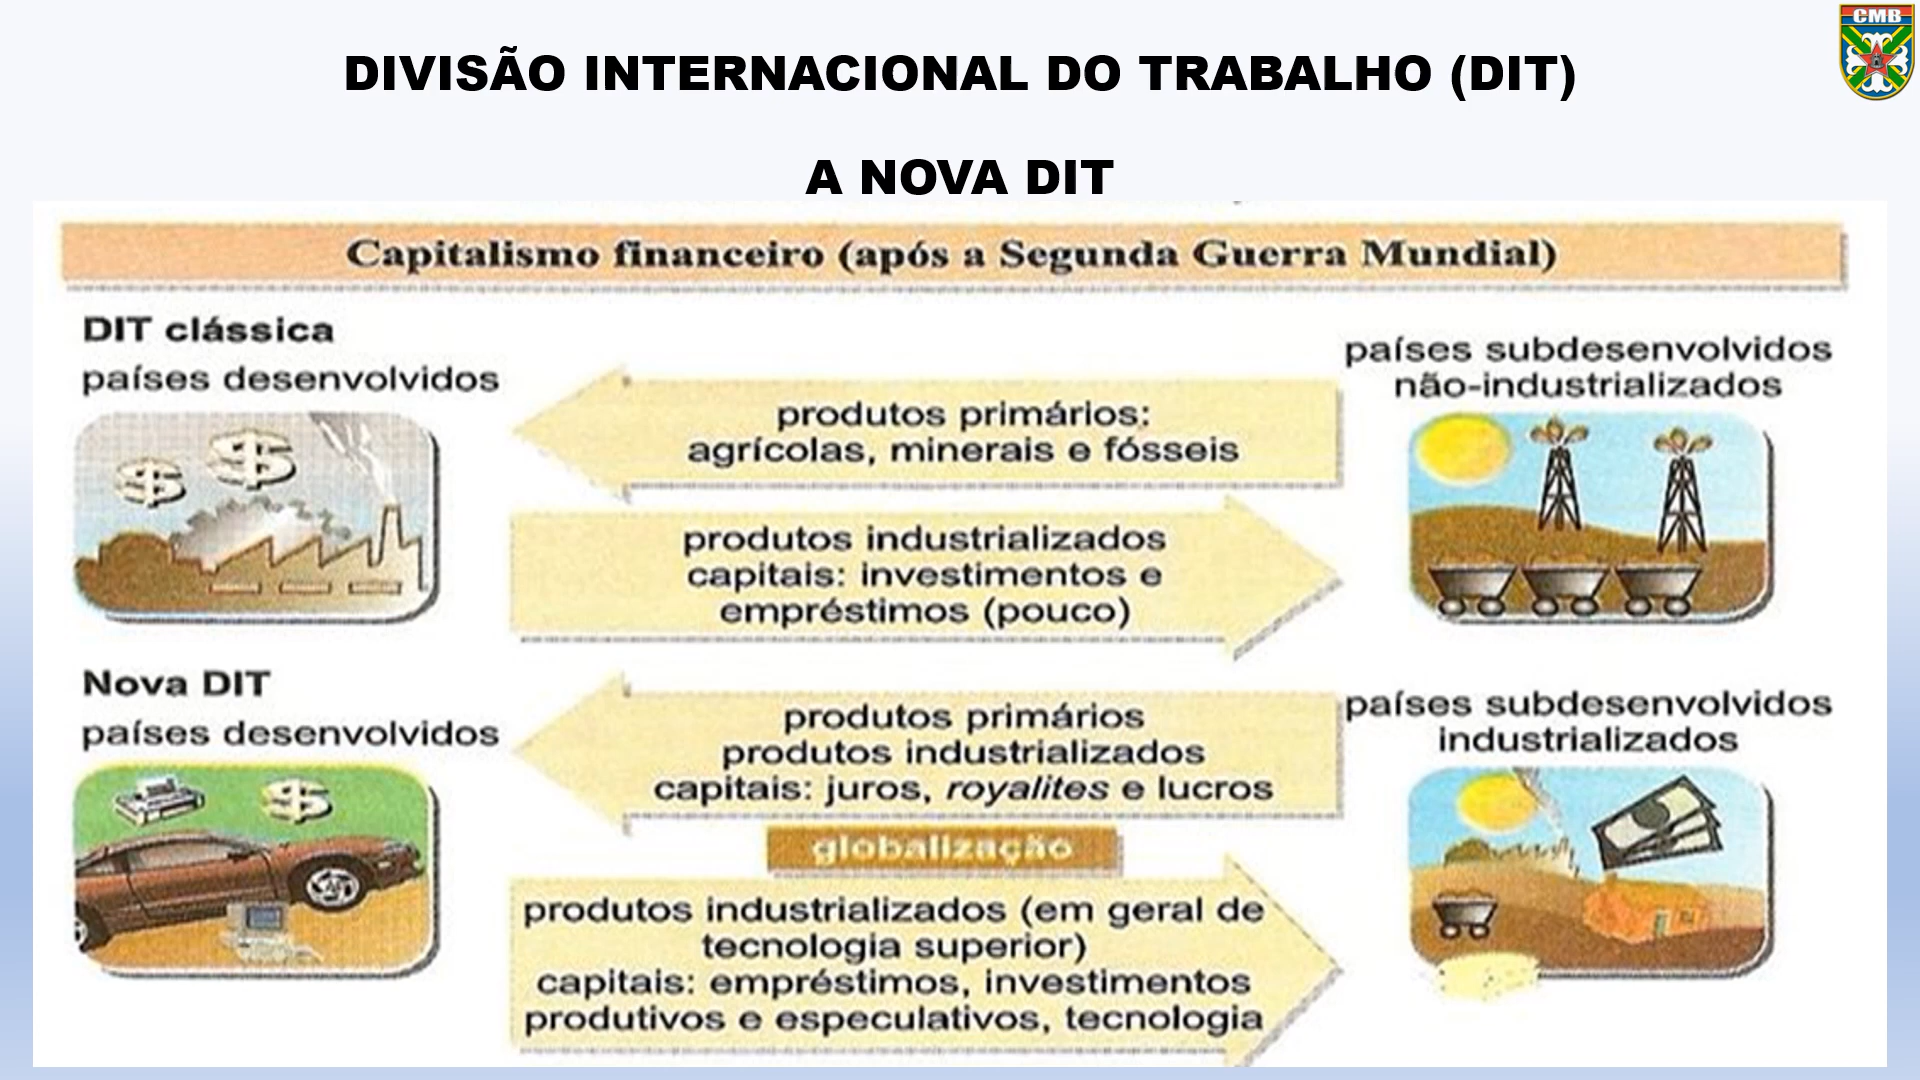 CMB
DIVISÃO INTERNACIONAL DO TRABALHO (DIT)
A NOVA DIT
Capitalismo financeiro (após a Segunda Guerra Mundial)
DIT clássica
países desenvolvidos
produtos primários:
agrícolas, minerais e fósseis
países subdesenvolvidos
não-industrializados
$ $
produtos industrializados
capitais: investimentos e
empréstimos (pouco)
Nova DIT
países desenvolvidos
produtos primários
produtos industrializados
capitais: juros, royalites e lucros
países subdesenvolvidos
industrializados
$
globalização
produtos industrializados (em geral de
tecnologia superior)
capitais: empréstimos, investimentos
produtivos e especulativos, tecnologia